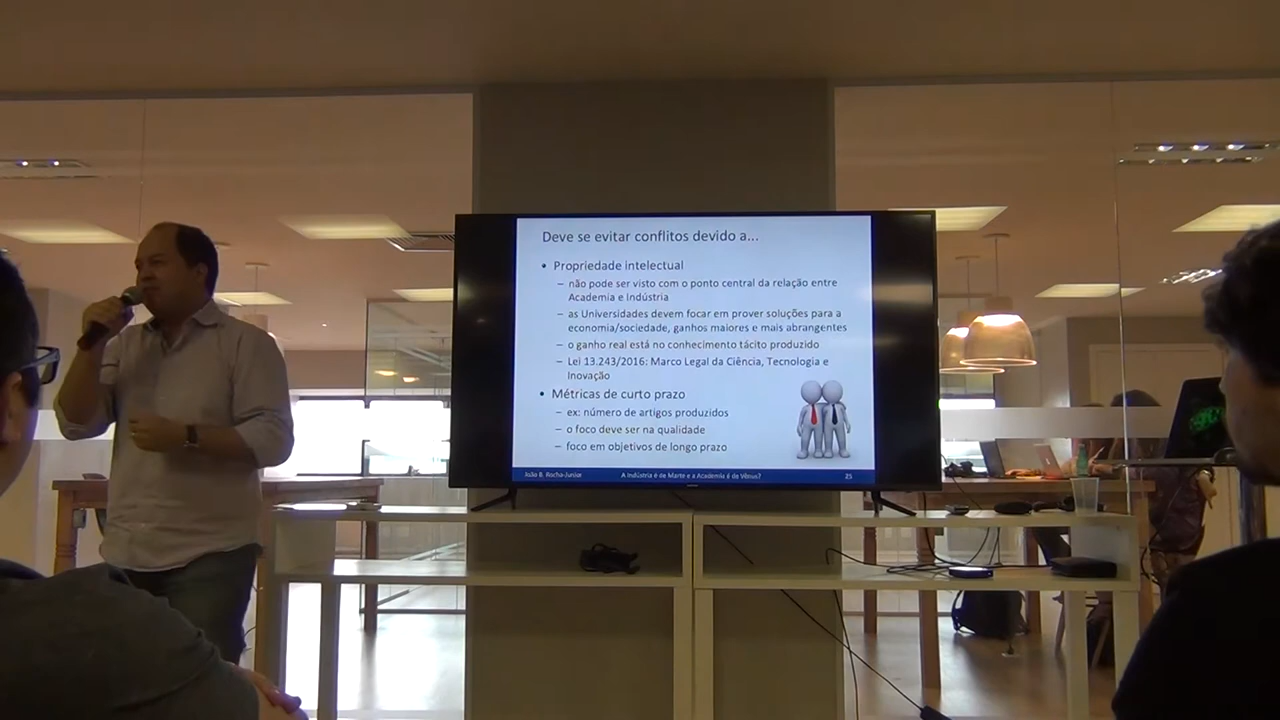 Deve se evitar conflitos devido a...
• Propriedade intelectual
– não pode ser visto com o ponto central da relação entre
Academia e Indústria
– as Universidades devem focar em prover soluções para a
economia/sociedade, ganhos maiores e mais abrangentes
– o ganho real está no conhecimento tácito produzido
– Lei 13.243/2016: Marco Legal da Ciência, Tecnologia e
Inovação
• Métricas de curto prazo
– ex: número de artigos produzidos
– o foco deve ser na qualidade
– foco em objetivos de longo prazo
João B. Rocha-Junior
A Indústria é de Marte e a Academia é de Vênus?
25